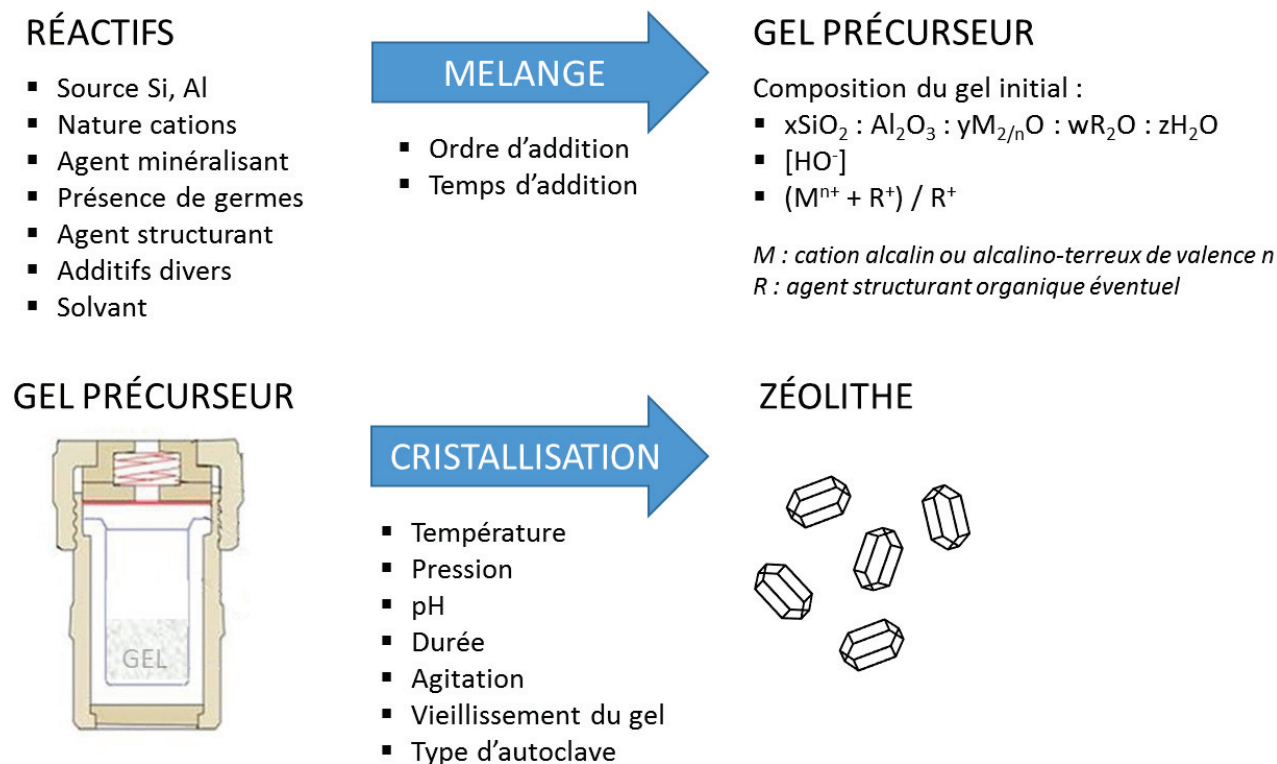 RÉACTIFS
▪ Source Si, Al
▪ Nature cations
▪ Agent minéralisant
▪ Présence de germes
▪ Agent structurant
▪ Additifs divers
▪ Solvant
MELANGE
▪ Ordre d’addition
▪ Temps d’addition
GEL PRÉCURSEUR
Composition du gel initial :
▪ xSiO₂ : Al₂O₃ : yM₂/ₙO : wR₂O : zH₂O
▪ [HO⁻]
▪ (Mⁿ⁺ + R⁺) / R⁺
M : cation alcalin ou alcalino-terreux de valence n
R : agent structurant organique éventuel
GEL PRÉCURSEUR
GEL
CRISTALLISATION
▪ Température
▪ Pression
▪ pH
▪ Durée
▪ Agitation
▪ Vieillissement du gel
▪ Type d’autoclave
ZÉOLITHE